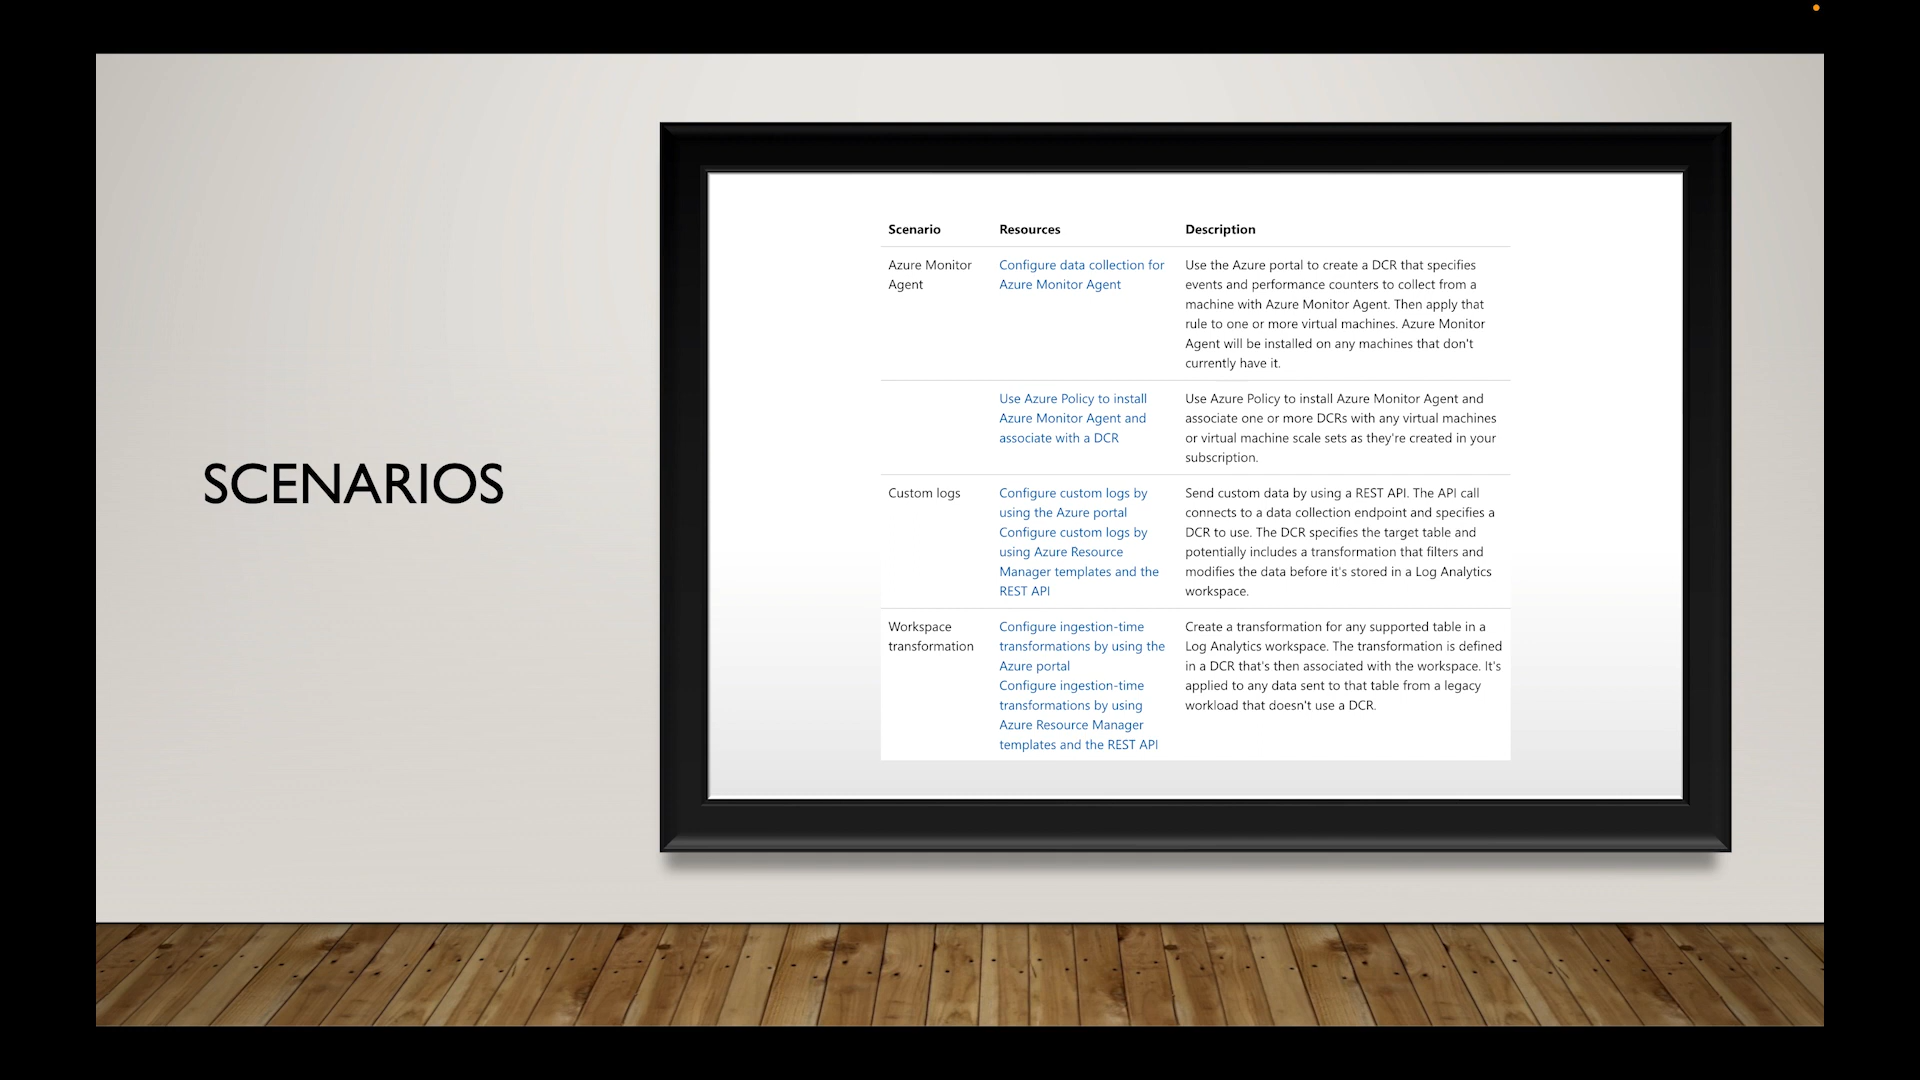 SCENARIOS
Scenario Resources Description
Azure Monitor
Agent
Configure data collection for
Azure Monitor Agent
Use the Azure portal to create a DCR that specifies
events and performance counters to collect from a
machine with Azure Monitor Agent. Then apply that
rule to one or more virtual machines. Azure Monitor
Agent will be installed on any machines that don't
currently have it.
Use Azure Policy to install
Azure Monitor Agent and
associate with a DCR
Use Azure Policy to install Azure Monitor Agent and
associate one or more DCRs with any virtual machines
or virtual machine scale sets as they're created in your
subscription.
Custom logs
Configure custom logs by
using the Azure portal
Configure custom logs by
using Azure Resource
Manager templates and the
REST API
Send custom data by using a REST API. The API call
connects to a data collection endpoint and specifies a
DCR to use. The DCR specifies the target table and
potentially includes a transformation that filters and
modifies the data before it's stored in a Log Analytics
workspace.
Workspace
transformation
Configure ingestion-time
transformations by using the
Azure portal
Configure ingestion-time
transformations by using
Azure Resource Manager
templates and the REST API
Create a transformation for any supported table in a
Log Analytics workspace. The transformation is defined
in a DCR that's then associated with the workspace. It's
applied to any data sent to that table from a legacy
workload that doesn't use a DCR.